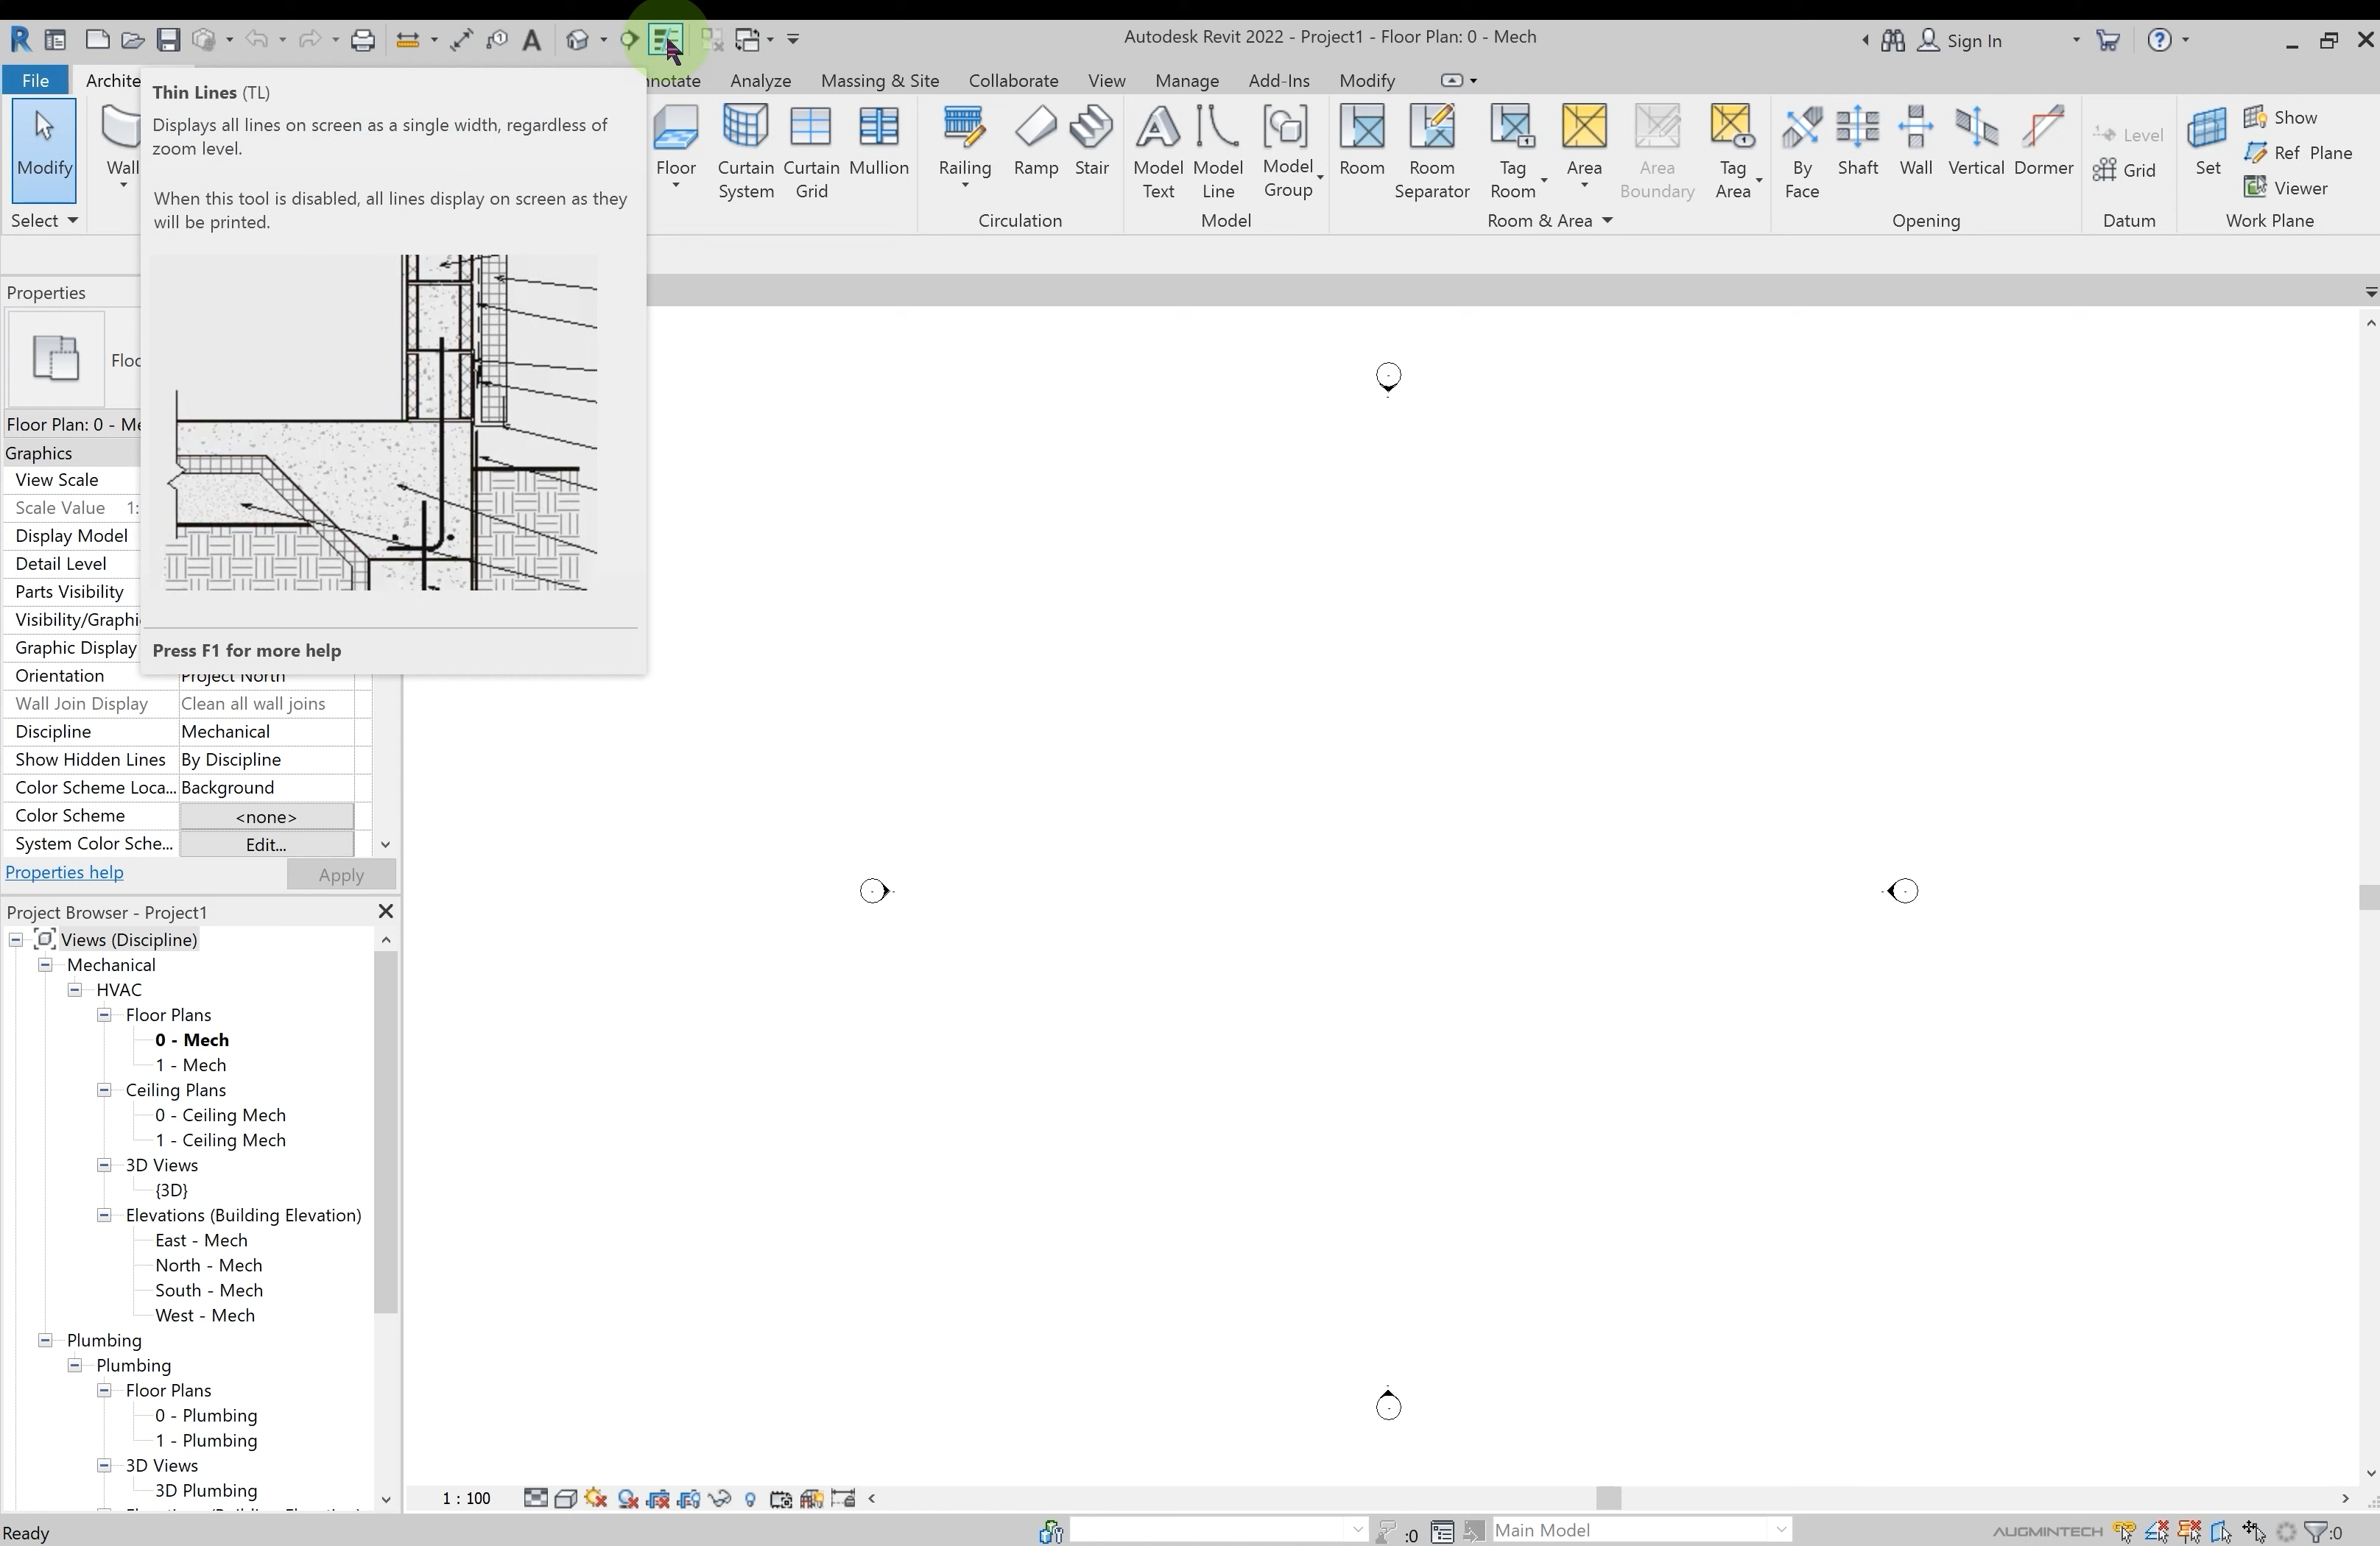 Autodesk Revit 2022 - Project1 - Floor Plan: 0 - Mech
Sign In
File
Archite
nnotate
Analyze
Massing & Site
Collaborate
View
Manage
Add-Ins
Modify
Modify
Select
Wall
Floor
Curtain
System
Curtain
Grid
Mullion
Railing
Ramp
Stair
Circulation
Model
Text
Model
Line
Model
Group
Model
Room
Room
Separator
Tag
Room
Area
Area
Boundary
Tag
Area
Room & Area
By
Face
Shaft
Wall
Vertical
Dormer
Opening
Level
Grid
Datum
Set
Show
Ref Plane
Viewer
Work Plane
Thin Lines (TL)
Displays all lines on screen as a single width, regardless of
zoom level.
When this tool is disabled, all lines display on screen as they
will be printed.
Press F1 for more help
Properties
Floo
Floor Plan: 0 - Me
Graphics
View Scale
Scale Value 1:
Display Model
Detail Level
Parts Visibility
Visibility/Graphi
Graphic Display
Orientation Project North
Wall Join Display Clean all wall joins
Discipline Mechanical
Show Hidden Lines By Discipline
Color Scheme Loca... Background
Color Scheme <none>
System Color Sche... Edit...
Properties help
Apply
Project Browser - Project1
Views (Discipline)
Mechanical
HVAC
Floor Plans
0 - Mech
1 - Mech
Ceiling Plans
0 - Ceiling Mech
1 - Ceiling Mech
3D Views
{3D}
Elevations (Building Elevation)
East - Mech
North - Mech
South - Mech
West - Mech
Plumbing
Plumbing
Floor Plans
0 - Plumbing
1 - Plumbing
3D Views
3D Plumbing
1 : 100
Ready
:0
Main Model
AUGMINTECH
:0